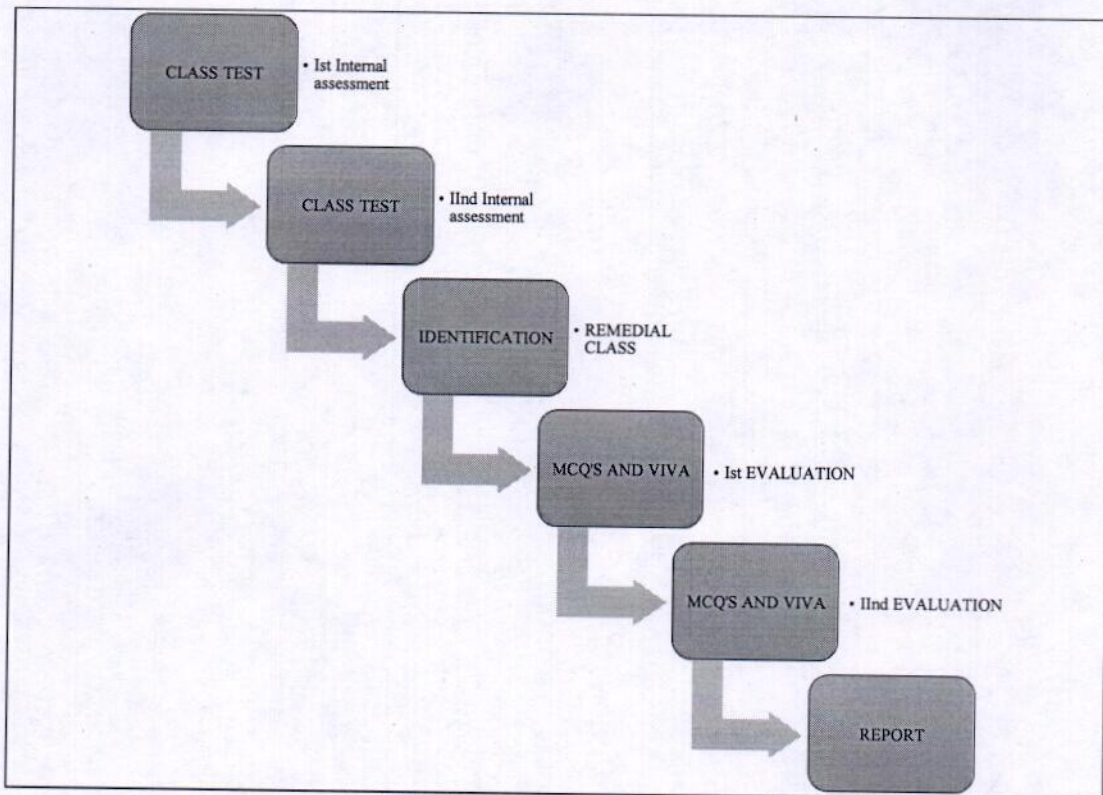 CLASS TEST
• Ist Internal
assessment
CLASS TEST
• IInd Internal
assessment
IDENTIFICATION
• REMEDIAL
CLASS
MCQ'S AND VIVA
• Ist EVALUATION
MCQ'S AND VIVA
• IInd EVALUATION
REPORT